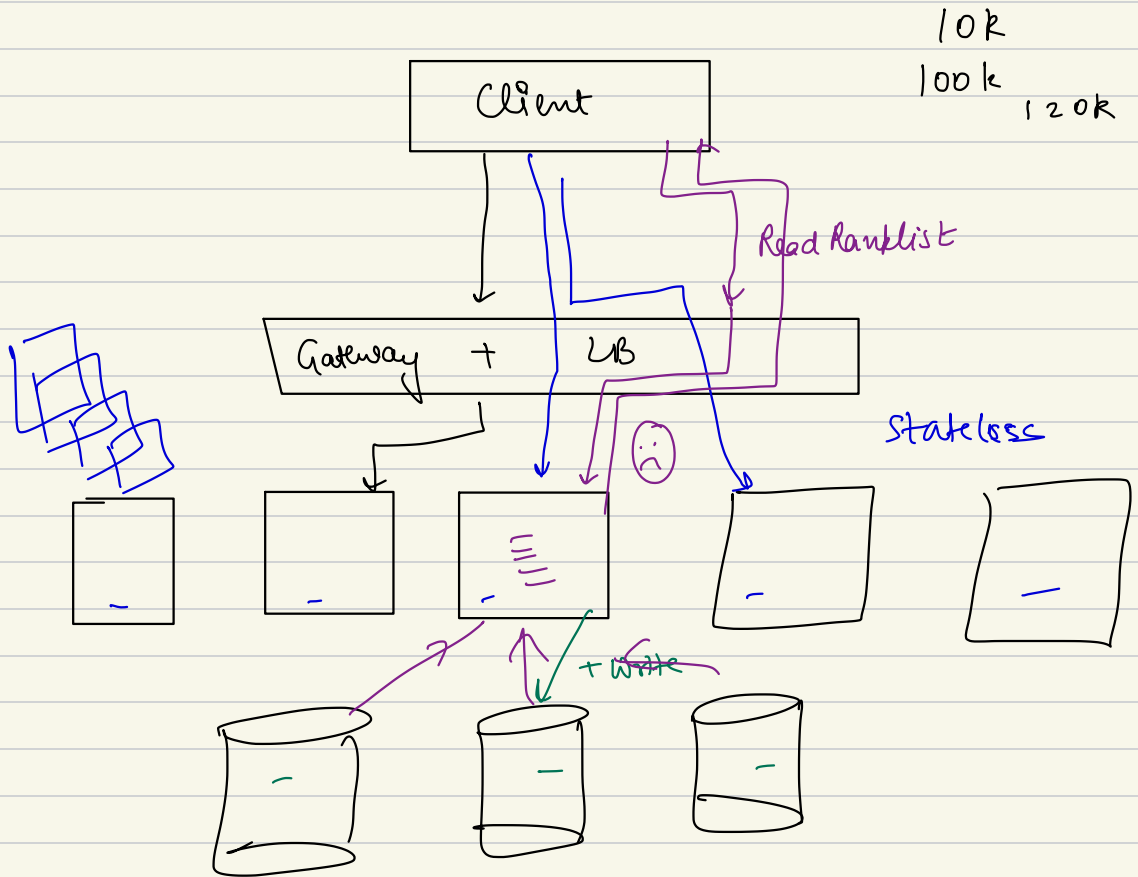 10k
100k
120k
Client
Read Ranklist
Gateway + LB
Stateless
+ write